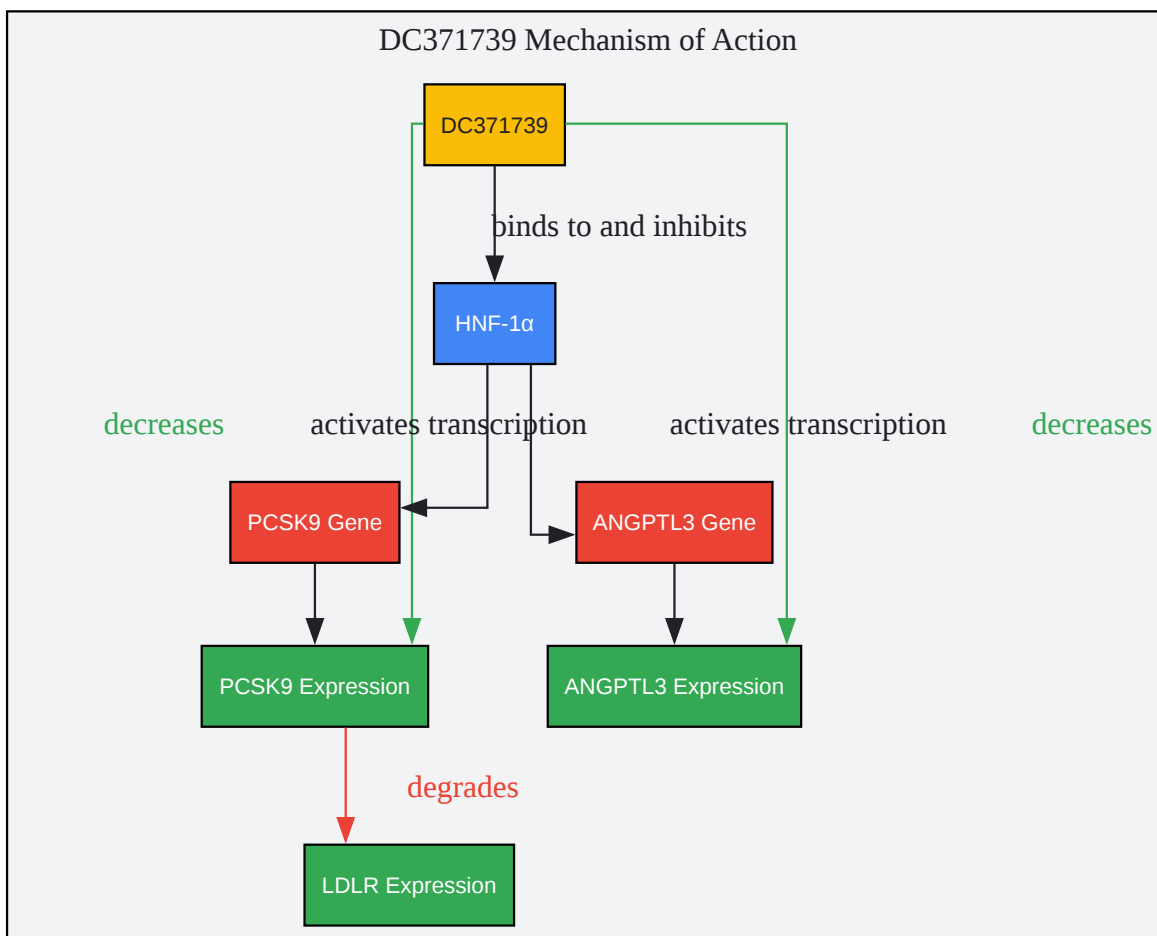 DC371739 Mechanism of Action
DC371739
binds to and inhibits
HNF-1α
decreases
activates transcription
activates transcription
decreases
PCSK9 Gene
ANGPTL3 Gene
PCSK9 Expression
ANGPTL3 Expression
degrades
LDLR Expression